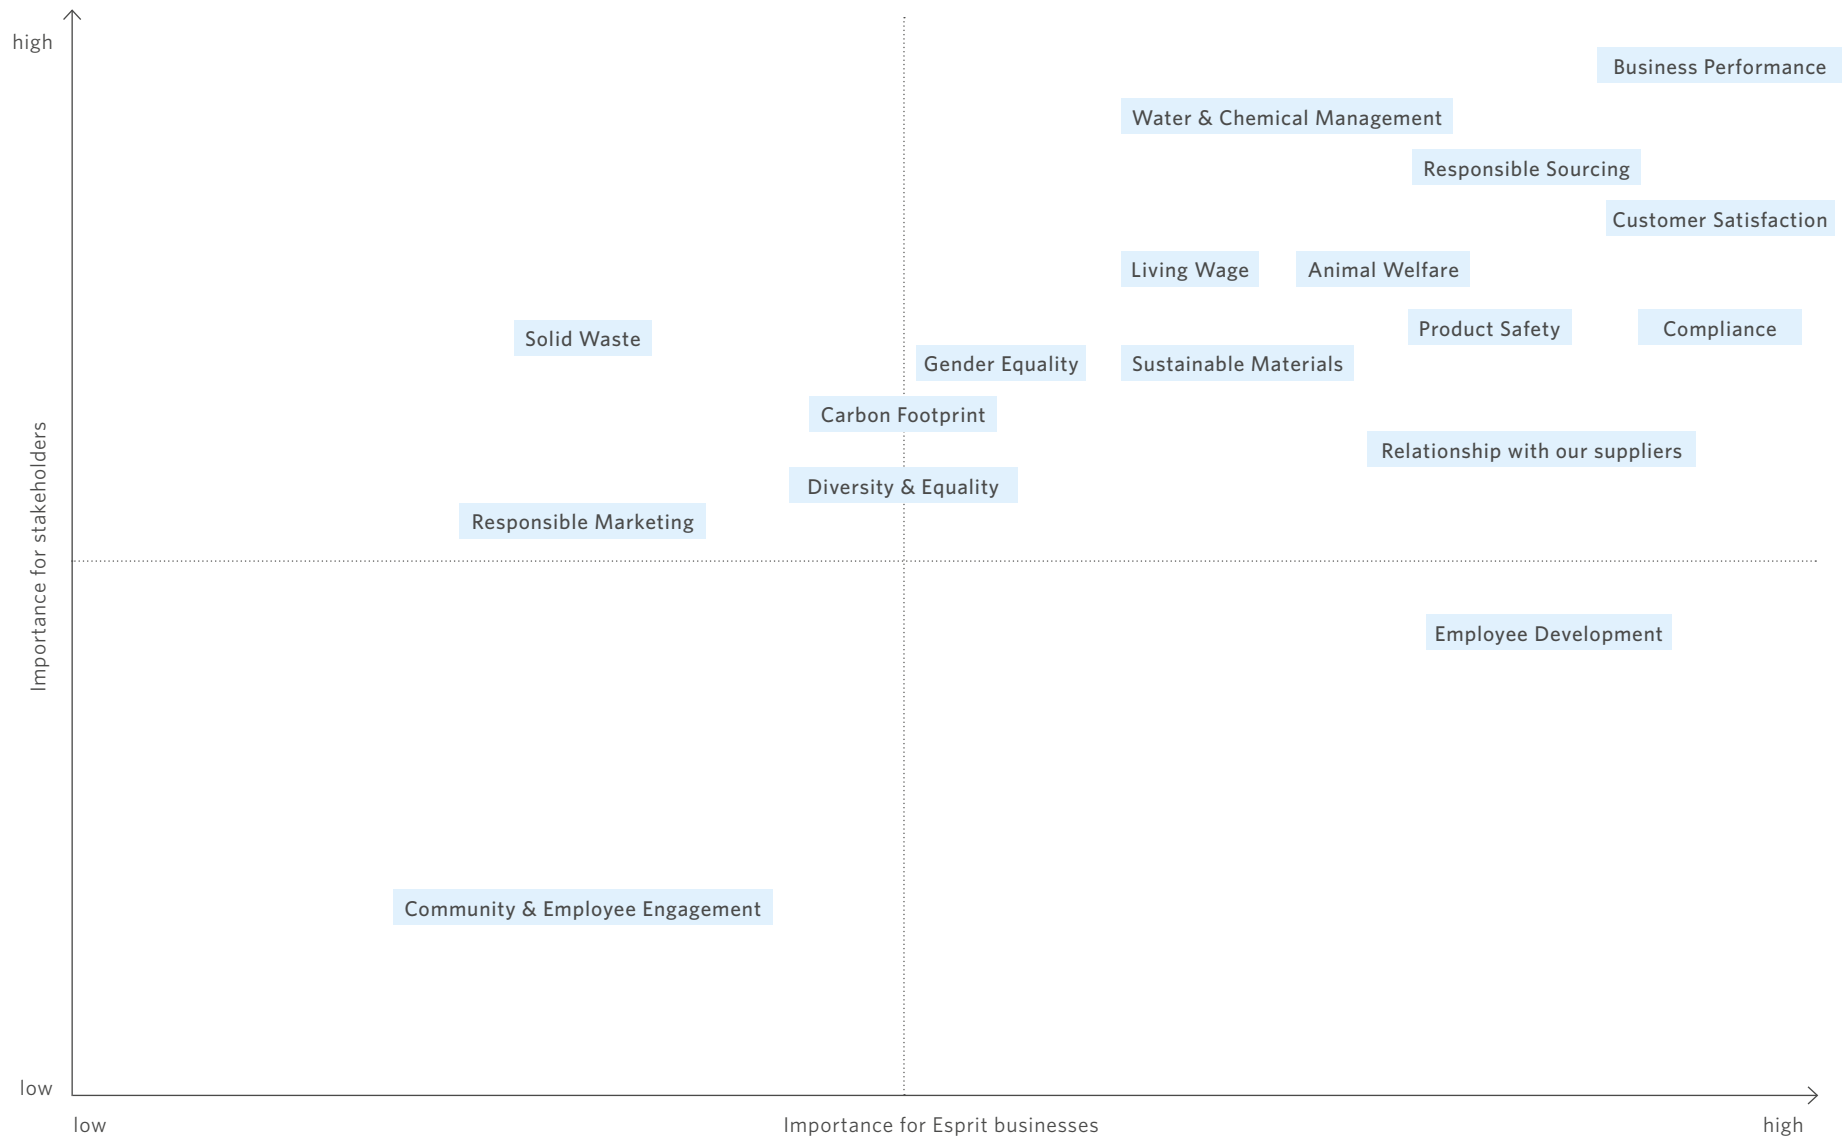 high
Business Performance
Water & Chemical Management
Responsible Sourcing
Customer Satisfaction
Living Wage
Animal Welfare
Product Safety
Compliance
Solid Waste
Gender Equality
Sustainable Materials
Carbon Footprint
Relationship with our suppliers
Diversity & Equality
Responsible Marketing
Importance for stakeholders
Employee Development
Community & Employee Engagement
low
low
Importance for Esprit businesses
high